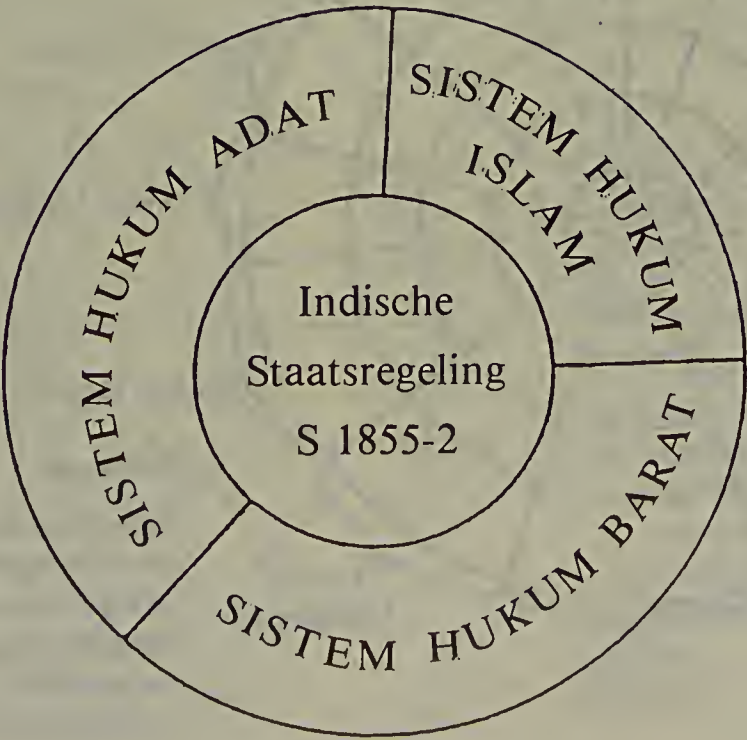 SISTEM HUKUM ADAT
SISTEM HUKUM
ISLAM
Indische
Staatsregeling
S 1855-2
SISTEM HUKUM BARAT